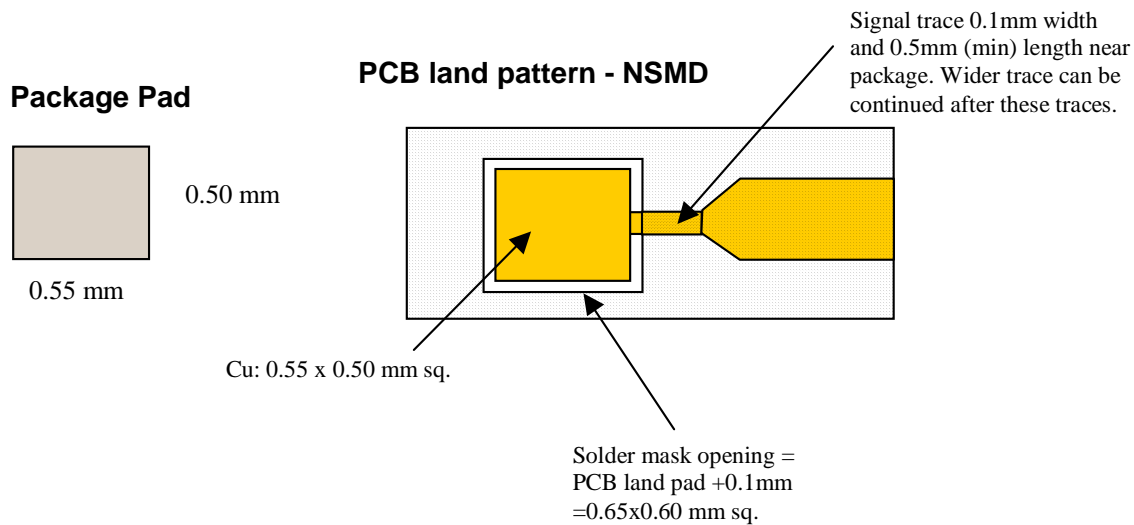 Signal trace 0.1mm width
and 0.5mm (min) length near
package. Wider trace can be
continued after these traces.
PCB land pattern - NSMD
Package Pad
0.50 mm
0.55 mm
Cu: 0.55 x 0.50 mm sq.
Solder mask opening =
PCB land pad +0.1mm
=0.65x0.60 mm sq.